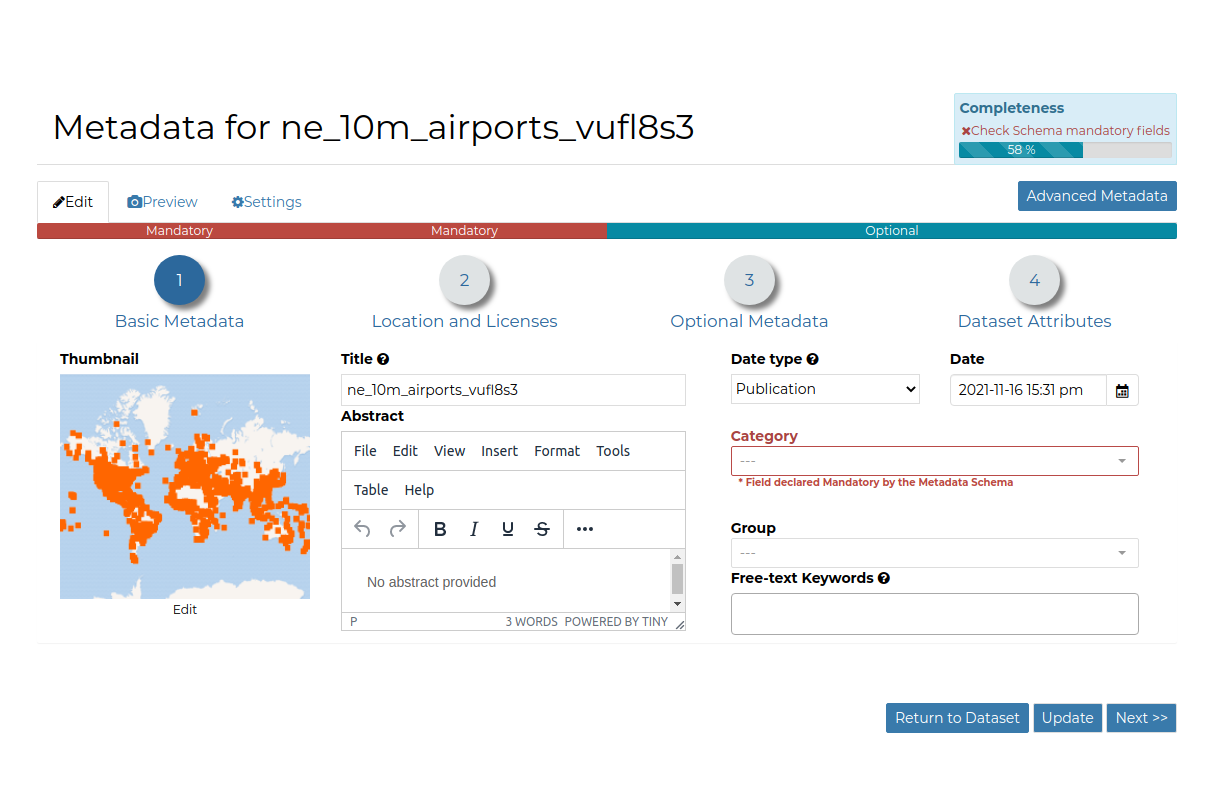 Metadata for ne_10m_airports_vufl8s3
Completeness
Check Schema mandatory fields
58 %
Edit
Preview
Settings
Advanced Metadata
Mandatory
Mandatory
Optional
1
2
3
4
Basic Metadata
Location and Licenses
Optional Metadata
Dataset Attributes
Thumbnail
Edit
Title
ne_10m_airports_vufl8s3
Abstract
File Edit View Insert Format Tools
Table Help
B I U S ...
No abstract provided
P 3 WORDS POWERED BY TINY
Date type
Publication
Date
2021-11-16 15:31 pm
Category
---
* Field declared Mandatory by the Metadata Schema
Group
---
Free-text Keywords
Return to Dataset
Update
Next >>